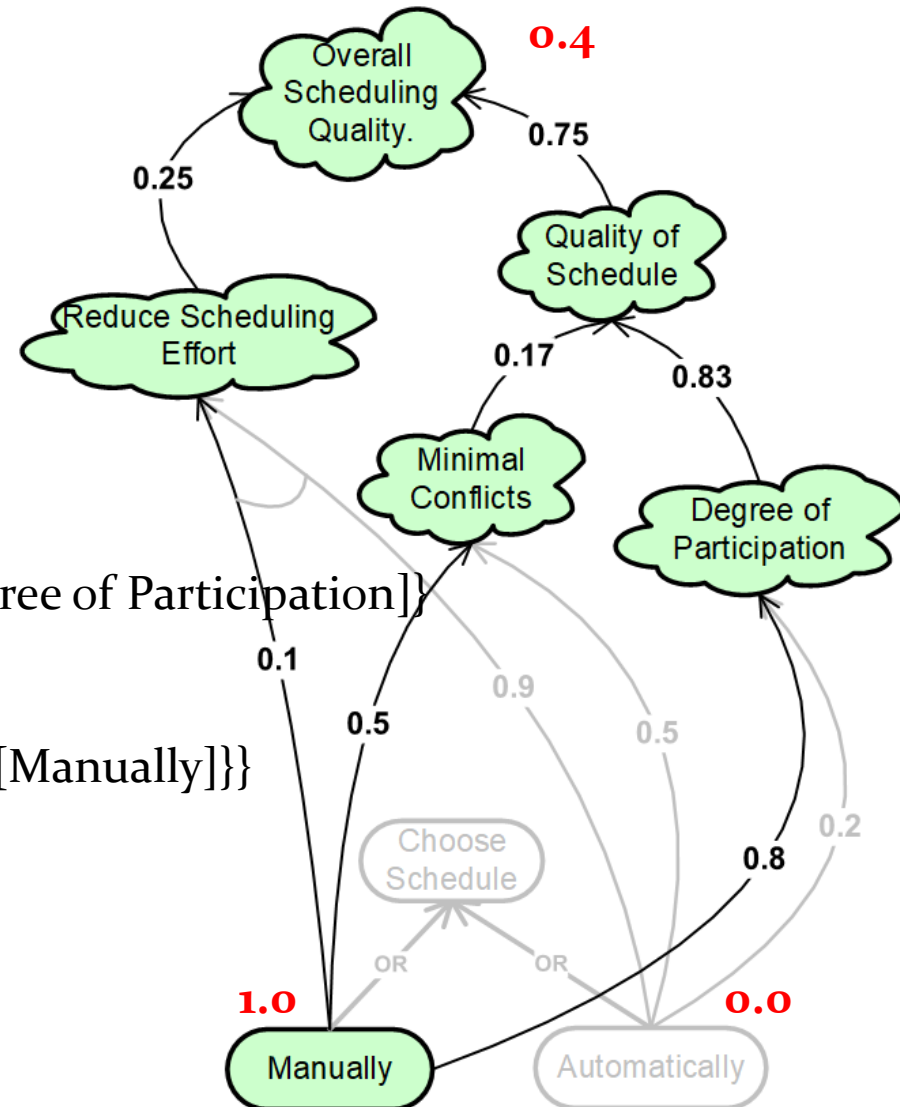 Overall
Scheduling
Quality.
0.4
0.75
0.25
Quality of
Schedule
Reduce Scheduling
Effort
0.17
0.83
Minimal
Conflicts
Degree of
Participation
ree of Participation]}
0.1
0.9
0.5
0.5
[Manually]}}
Choose
Schedule
0.2
0.8
OR
OR
1.0
0.0
Manually
Automatically